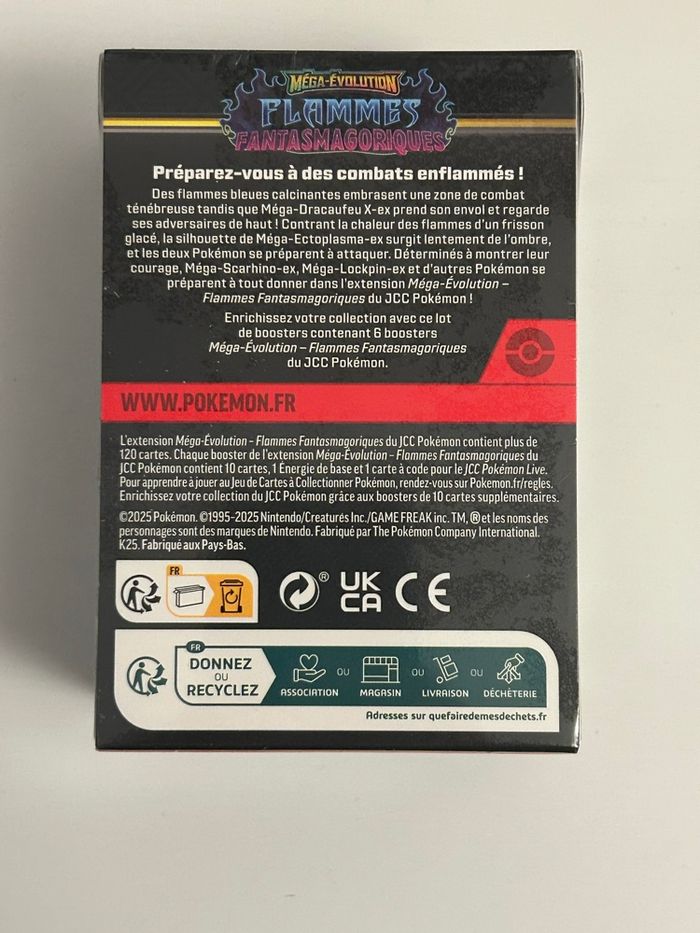 MÉGA-ÉVOLUTION
FLAMMES
FANTASMAGORIQUES
Préparez-vous à des combats enflammés !
Des flammes bleues calcinantes embrasent une zone de combat
ténébreuse tandis que Méga-Dracaufeu X-ex prend son envol et regarde
ses adversaires de haut ! Contrant la chaleur des flammes d'un frisson
glacé, la silhouette de Méga-Ectoplasma-ex surgit lentement de l'ombre,
et les deux Pokémon se préparent à attaquer. Déterminés à montrer leur
courage, Méga-Scarhino-ex, Méga-Lockpin-ex et d'autres Pokémon se
préparent à tout donner dans l'extension Méga-Évolution –
Flammes Fantasmagoriques du JCC Pokémon !
Enrichissez votre collection avec ce lot
de boosters contenant 6 boosters
Méga-Évolution – Flammes Fantasmagoriques
du JCC Pokémon.
WWW.POKEMON.FR
L'extension Méga-Évolution – Flammes Fantasmagoriques du JCC Pokémon contient plus de
120 cartes. Chaque booster de l'extension Méga-Évolution – Flammes Fantasmagoriques du
JCC Pokémon contient 10 cartes, 1 Énergie de base et 1 carte à code pour le JCC Pokémon Live.
Pour apprendre à jouer au Jeu de Cartes à Collectionner Pokémon, rendez-vous sur Pokemon.fr/regles.
Enrichissez votre collection du JCC Pokémon grâce aux boosters de 10 cartes supplémentaires.
©2025 Pokémon. ©1995-2025 Nintendo/Creatures Inc./GAME FREAK inc. TM, ® et les noms des
personnages sont des marques de Nintendo. Fabriqué par The Pokémon Company International.
K25. Fabriqué aux Pays-Bas.
FR
®
UK
CA
CE
FR
DONNEZ
OU
RECYCLEZ
ASSOCIATION OU MAGASIN OU LIVRAISON OU DÉCHÈTERIE
Adresses sur quefairedemesdechets.fr